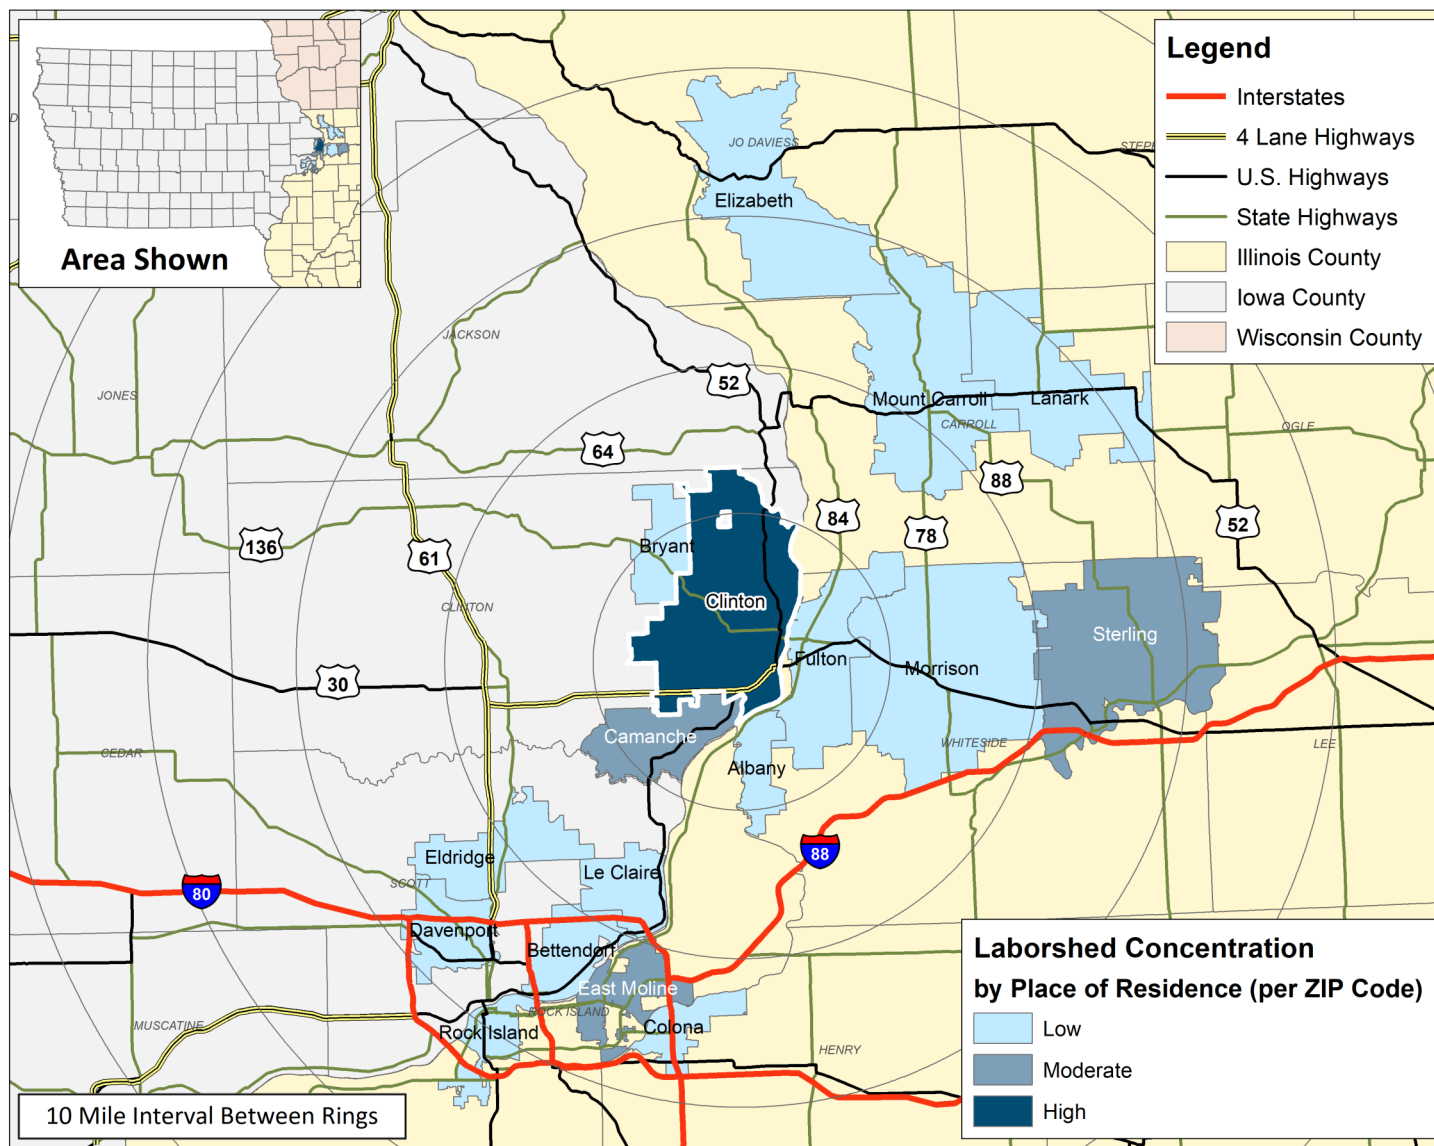 Area Shown
Legend
Interstates
4 Lane Highways
U.S. Highways
State Highways
Illinois County
Iowa County
Wisconsin County
D
JO DAVIESS
STEPH
Elizabeth
JACKSON
52
JONES
Mount Carroll
Lanark
CARROLL
OGLE
64
88
84
52
78
136
61
Bryant
CLINTON
Clinton
Sterling
Fulton
Morrison
30
Camanche
WHITESIDE
LEE
CEDAR
Albany
88
Eldridge
Le Claire
SCOTT
80
Davenport
Bettendorf
East Moline
ROCK ISLAND
MUSCATINE
Rock Island
Colona
HENRY
Laborshed Concentration
by Place of Residence (per ZIP Code)
Low
Moderate
High
10 Mile Interval Between Rings